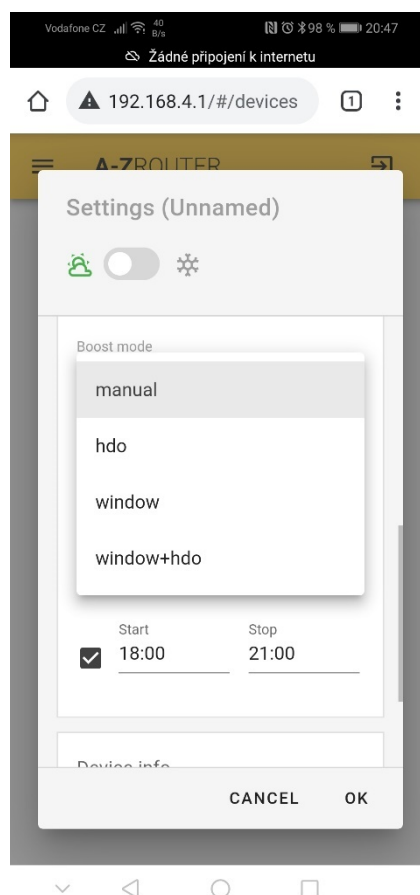 Vodafone CZ 40 B/s 98 % 20:47
Žádné připojení k internetu
192.168.4.1/#/devices 1
A-ZROUTER
Settings (Unnamed)
Boost mode
manual
hdo
window
window+hdo
Start Stop
18:00 21:00
Device info
CANCEL OK